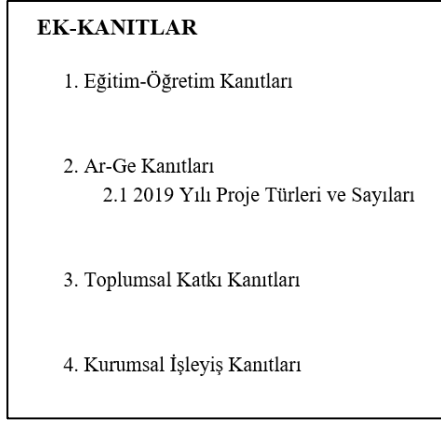 EK-KANITLAR
1. Eğitim-Öğretim Kanıtları
2. Ar-Ge Kanıtları
2.1 2019 Yılı Proje Türleri ve Sayıları
3. Toplumsal Katkı Kanıtları
4. Kurumsal İşleyiş Kanıtları